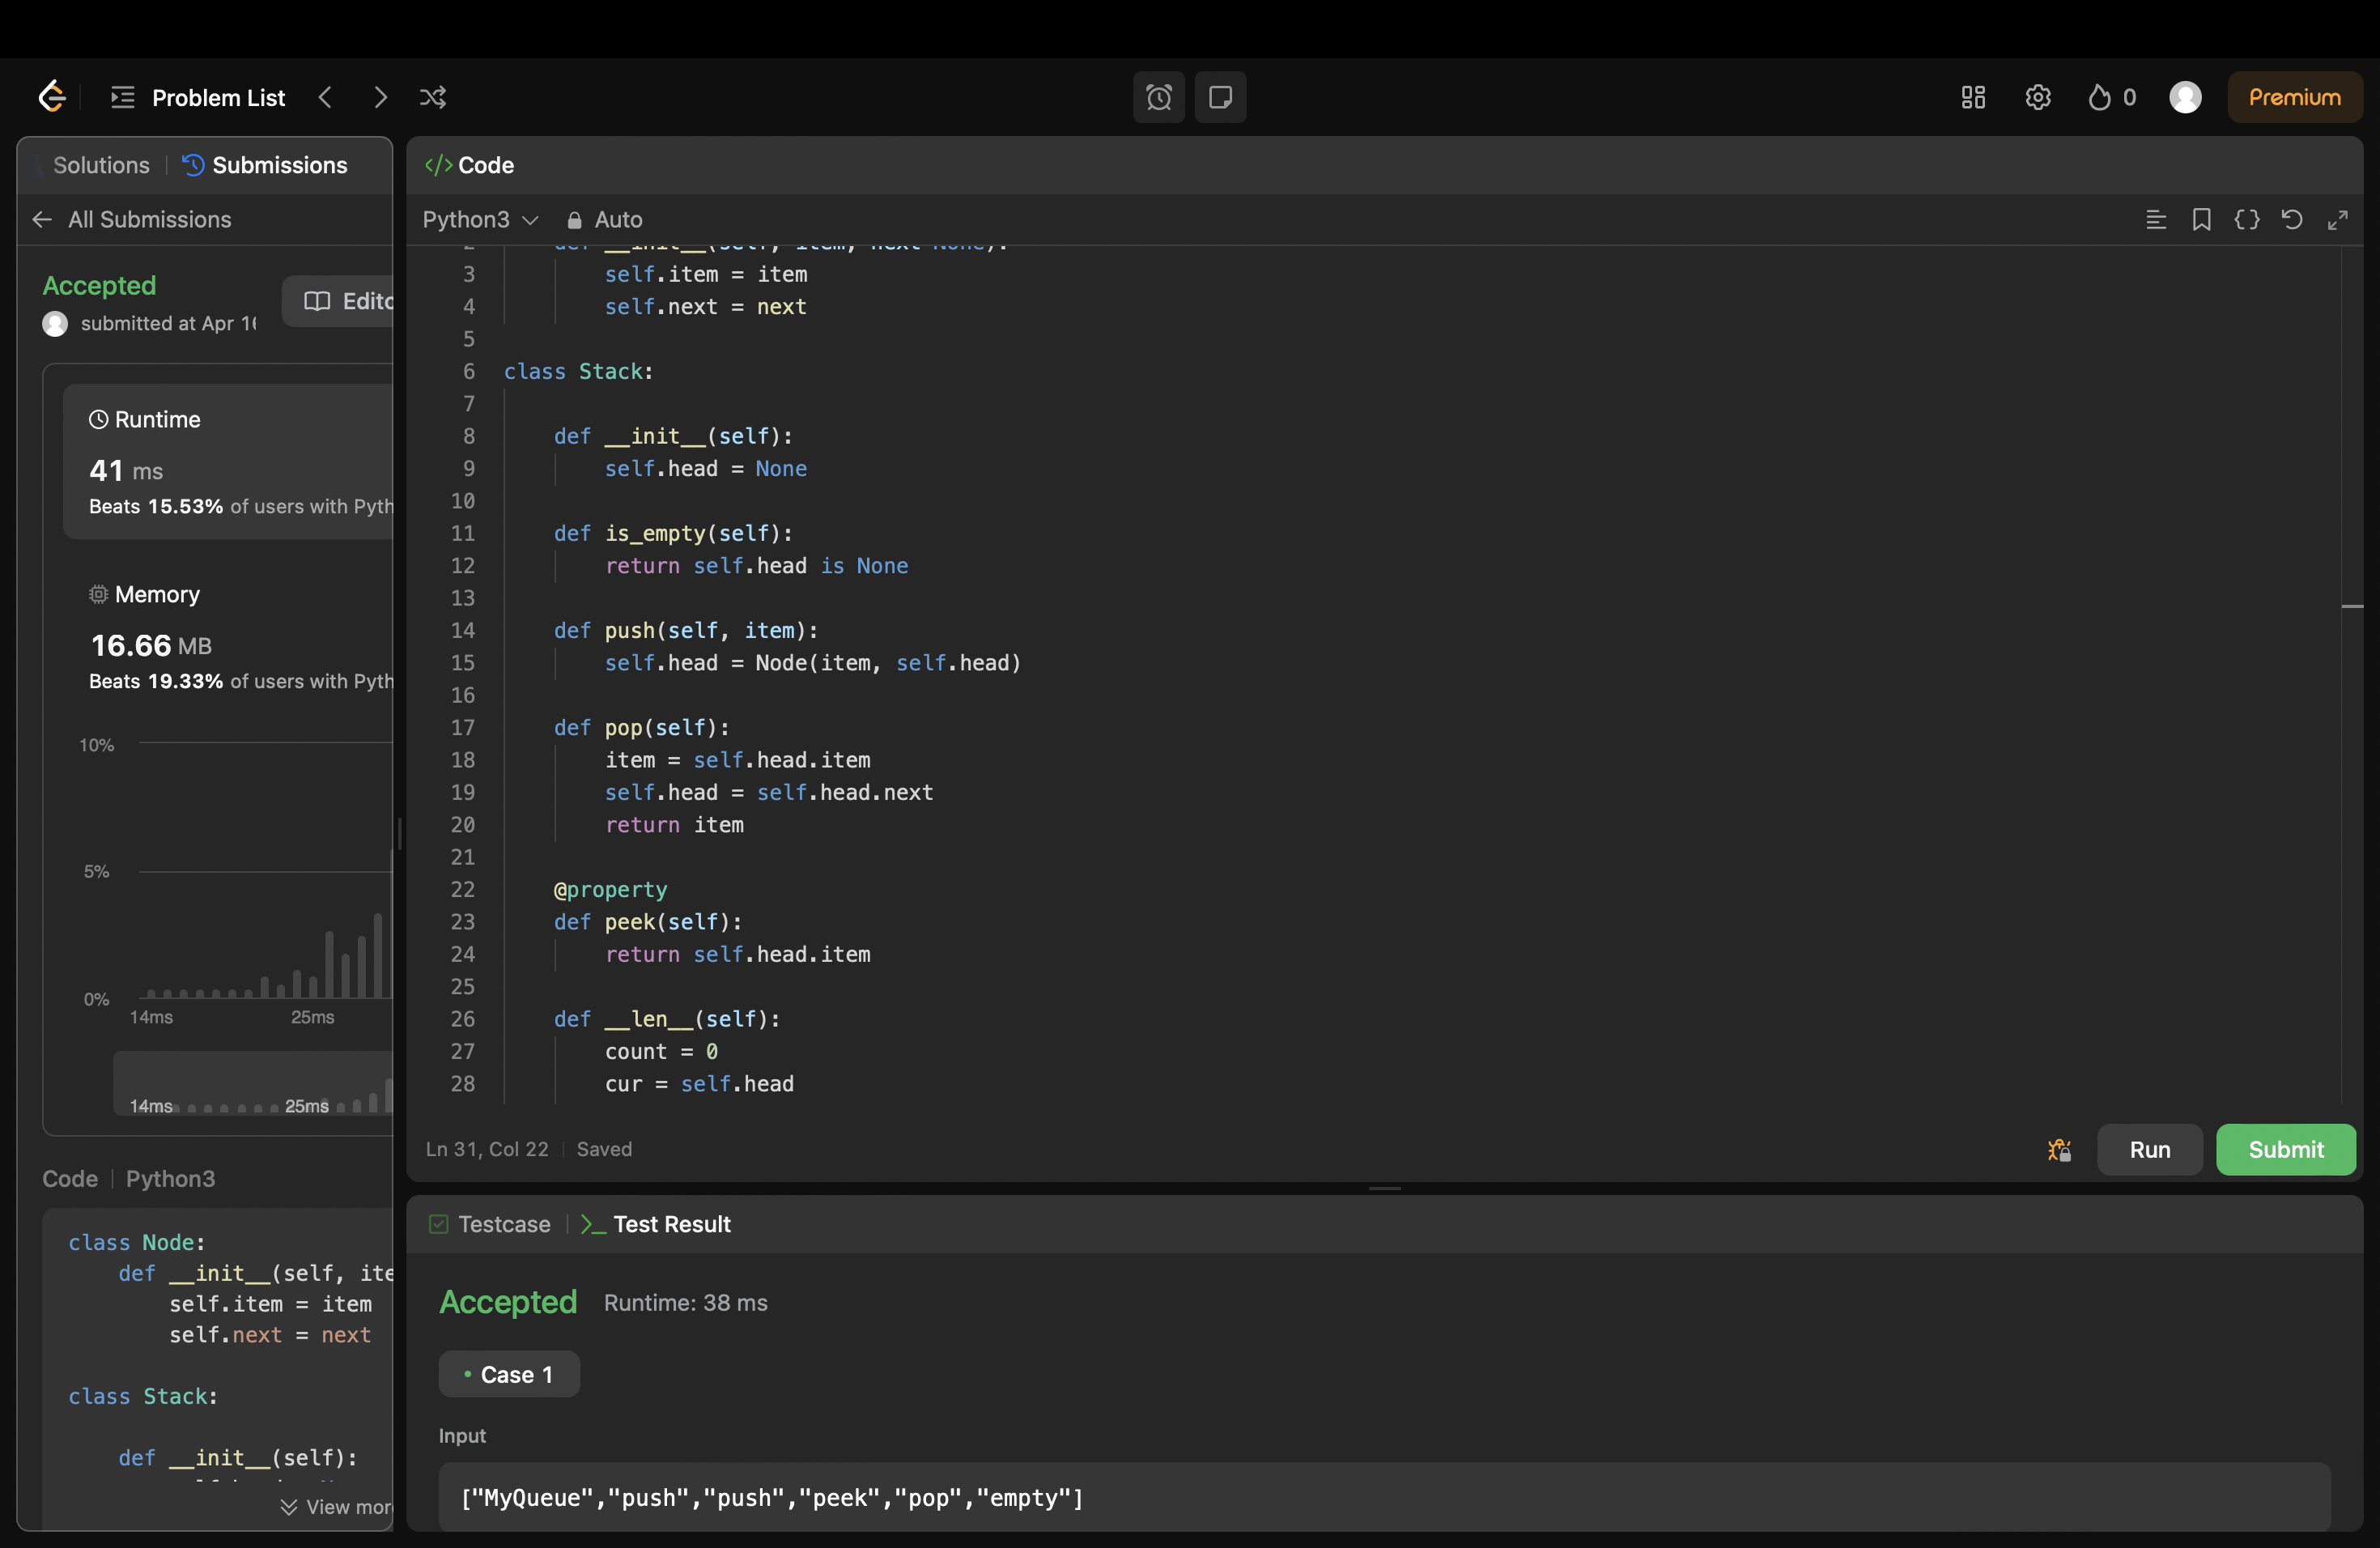 Problem List
0
Premium
Solutions
Submissions
All Submissions
Accepted
Edito
submitted at Apr 16
Runtime
41 ms
Beats 15.53% of users with Pyth
Memory
16.66 MB
Beats 19.33% of users with Pyth
10%
5%
0%
14ms 25ms
14ms 25ms
Code Python3
class Node:
def __init__(self, ite
self.item = item
self.next = next
class Stack:
def __init__(self):
View more
</> Code
Python3 Auto
2 def __init__(self, item, next=None):
3 self.item = item
4 self.next = next
5
6 class Stack:
7
8 def __init__(self):
9 self.head = None
10
11 def is_empty(self):
12 return self.head is None
13
14 def push(self, item):
15 self.head = Node(item, self.head)
16
17 def pop(self):
18 item = self.head.item
19 self.head = self.head.next
20 return item
21
22 @property
23 def peek(self):
24 return self.head.item
25
26 def __len__(self):
27 count = 0
28 cur = self.head
Ln 31, Col 22 Saved
Run
Submit
Testcase
Test Result
Accepted Runtime: 38 ms
Case 1
Input
["MyQueue","push","push","peek","pop","empty"]